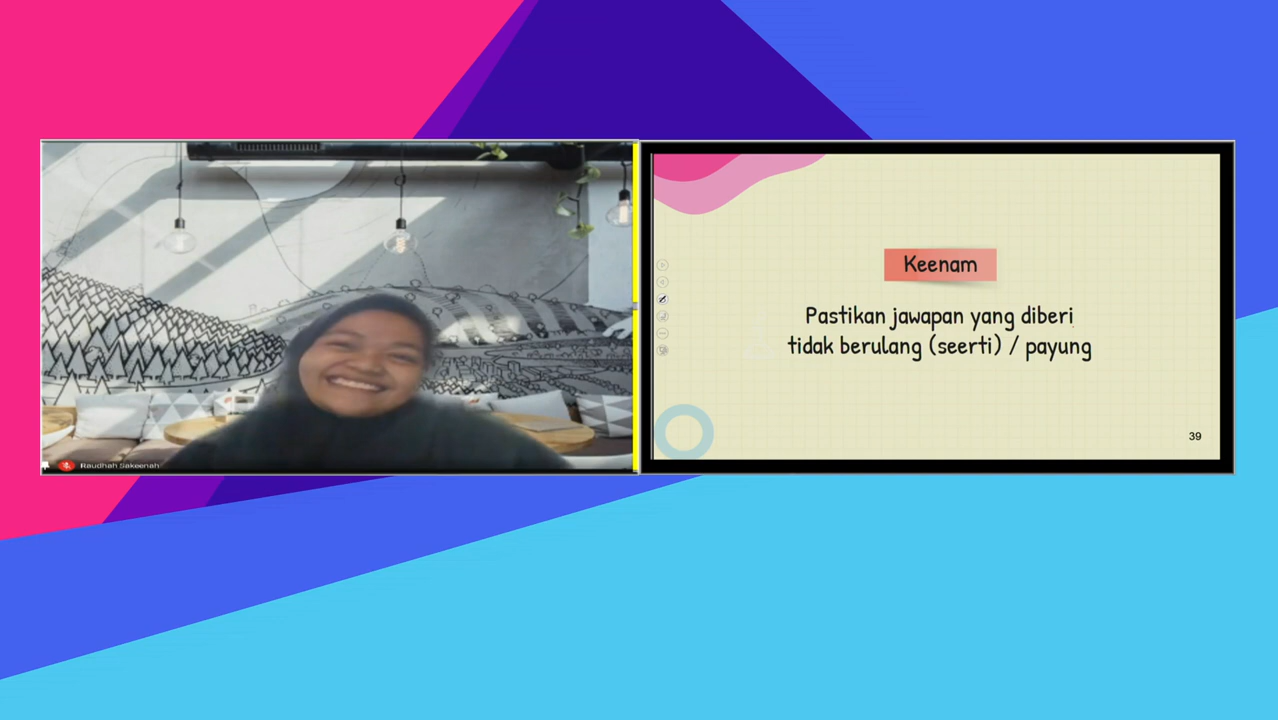 Raudhah Sakeenah
Keenam
Pastikan jawapan yang diberi
tidak berulang (seerti) / payung
39